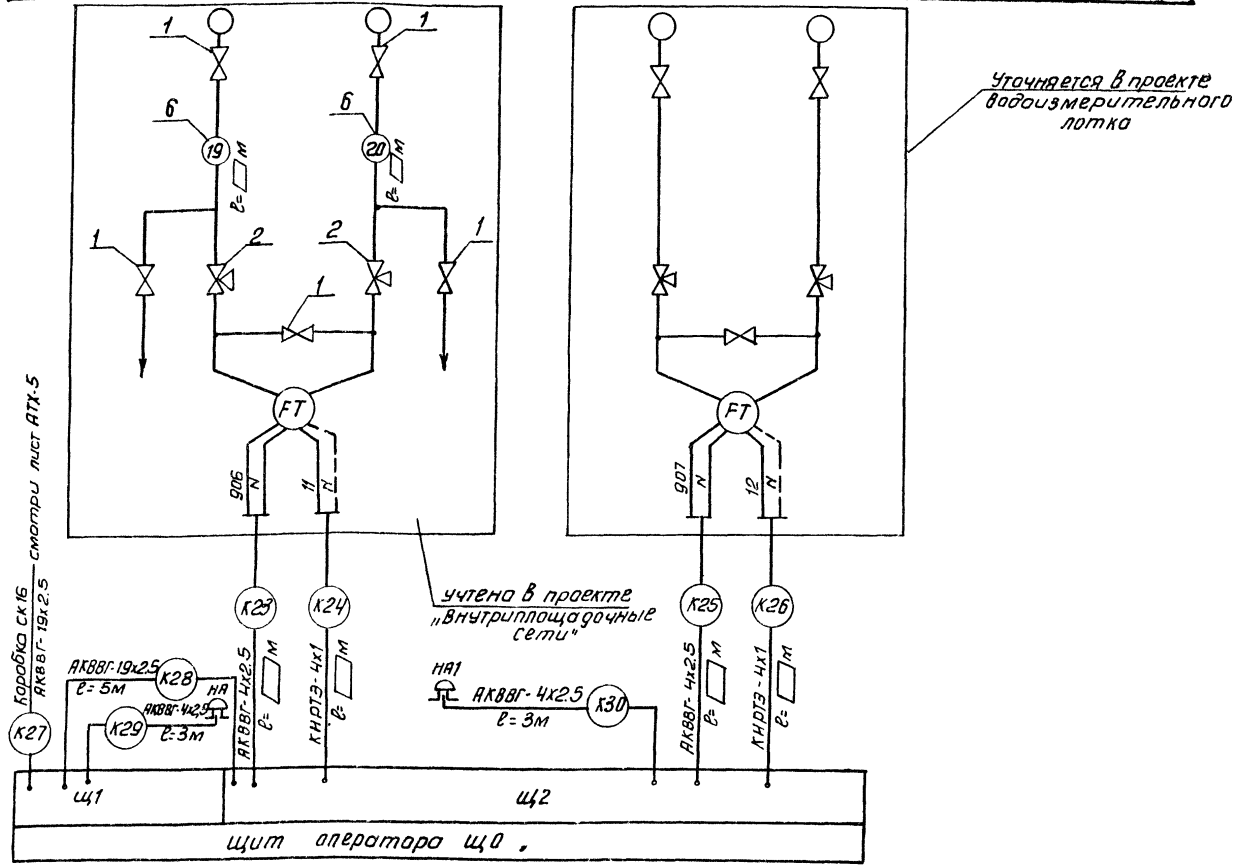 1
1
6
6
19
20
ℓ= м
ℓ= м
1
2
2
1
1
FT
FT
906
N
11
N
907
N
12
N
Уточняется в проекте
водоизмерительного
лотка
учтена в проекте
„Внутриплощадочные
сети"
Коробка ск16
АКВВГ-19х2.5
смотри лист АТХ-5
К27
АКВВГ-19х2.5
ℓ=5м
К28
К29
АКВВГ-4х2,5
ℓ=3м
НА
К23
АКВВГ-4х2.5
ℓ= м
К24
КНРТЭ-4х1
ℓ= м
НА1
АКВВГ-4х2.5
ℓ=3м
К30
К25
АКВВГ-4х2.5
ℓ= м
К26
КНРТЭ-4х1
ℓ= м
щ1
щ2
щит оператора щО.